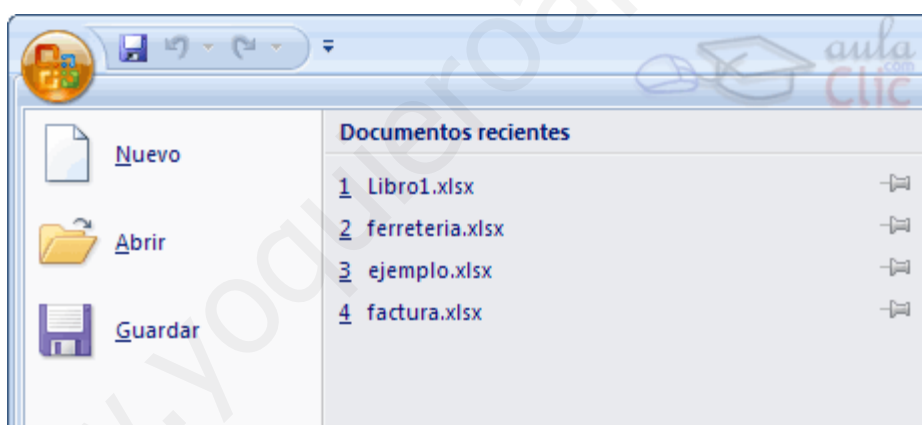 aula
.com
Clic
Documentos recientes
Nuevo
1 Libro1.xlsx
2 ferreteria.xlsx
Abrir
3 ejemplo.xlsx
4 factura.xlsx
Guardar
.yoquieroap